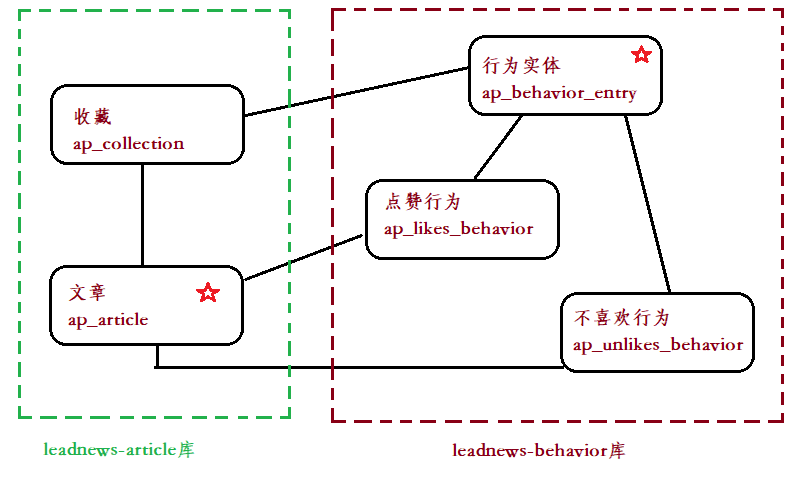 行为实体
ap_behavior_entry
收藏
ap_collection
点赞行为
ap_likes_behavior
文章
ap_article
不喜欢行为
ap_unlikes_behavior
leadnews-article库
leadnews-behavior库